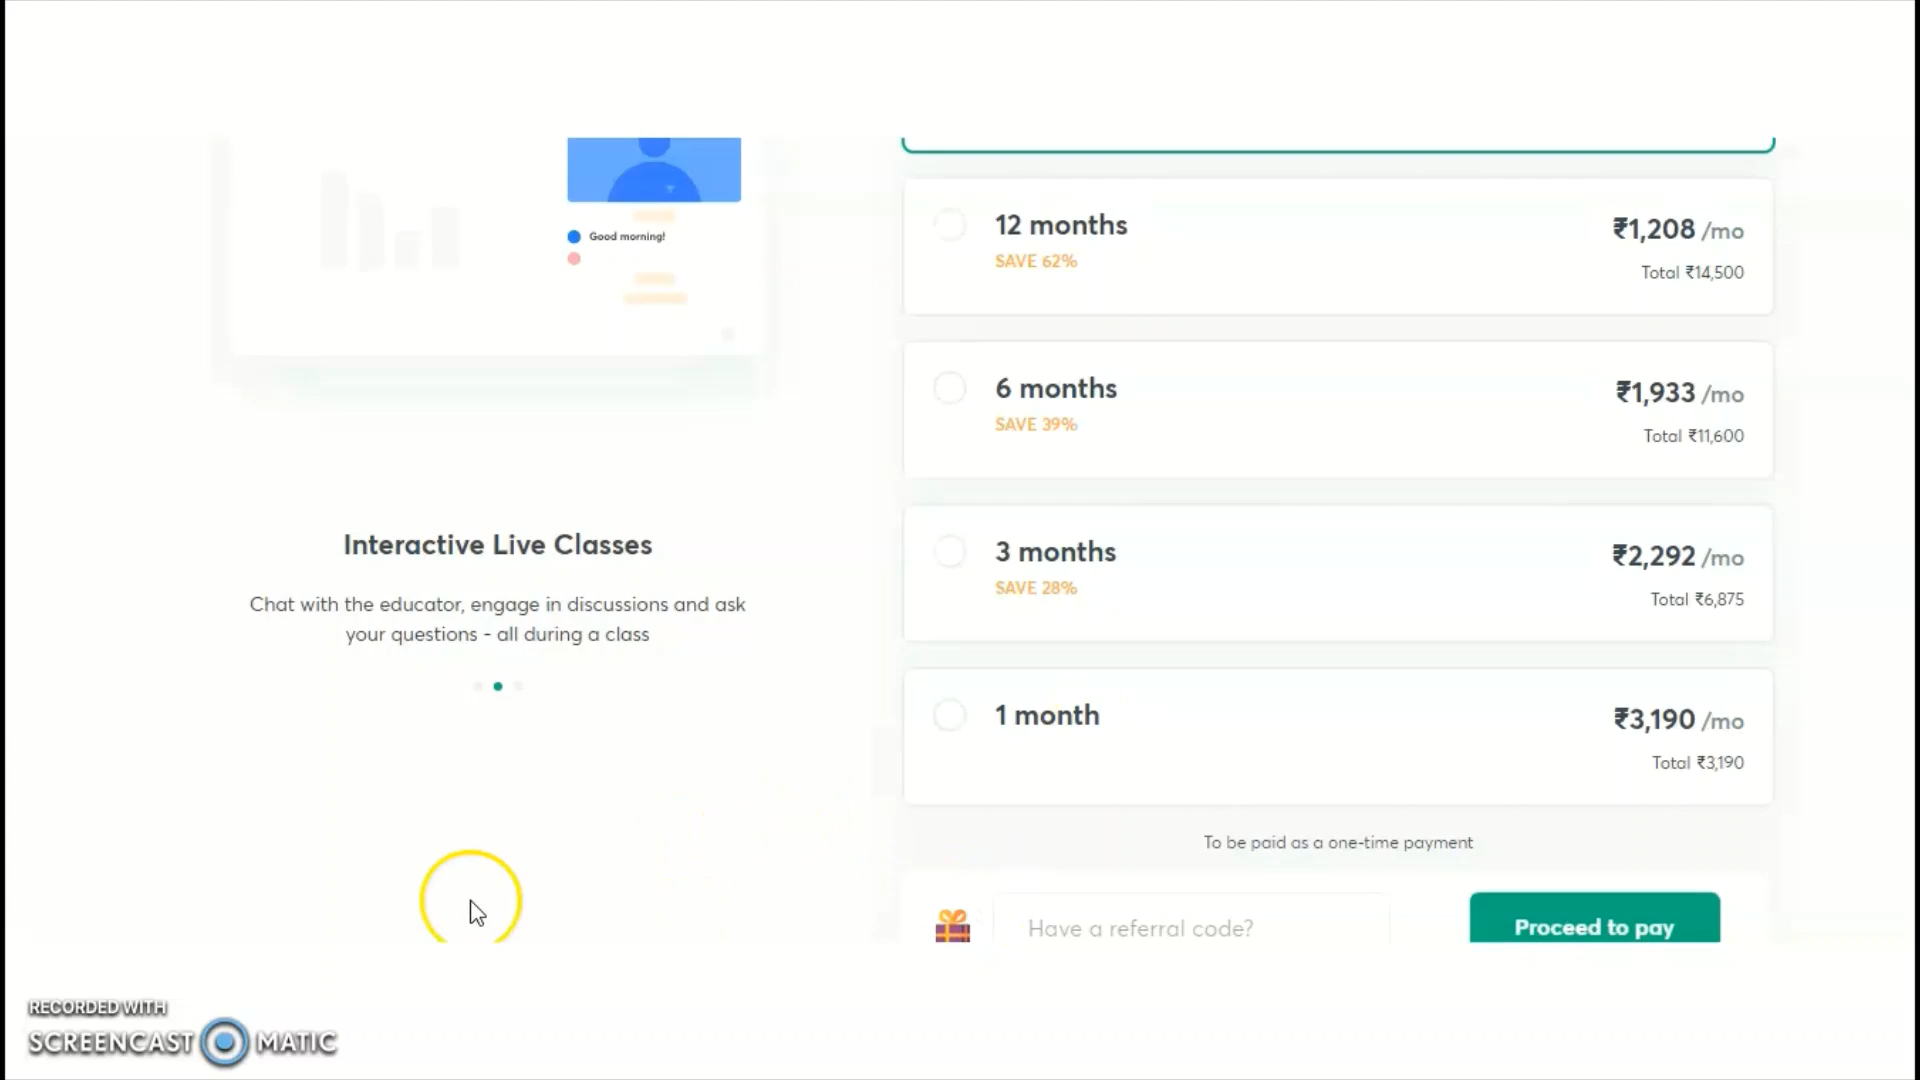 Good morning!
Interactive Live Classes
Chat with the educator, engage in discussions and ask
your questions - all during a class
12 months
SAVE 62%
₹1,208 /mo
Total ₹14,500
6 months
SAVE 39%
₹1,933 /mo
Total ₹11,600
3 months
SAVE 28%
₹2,292 /mo
Total ₹6,875
1 month
₹3,190 /mo
Total ₹3,190
To be paid as a one-time payment
Have a referral code?
Proceed to pay
RECORDED WITH
SCREENCAST MATIC